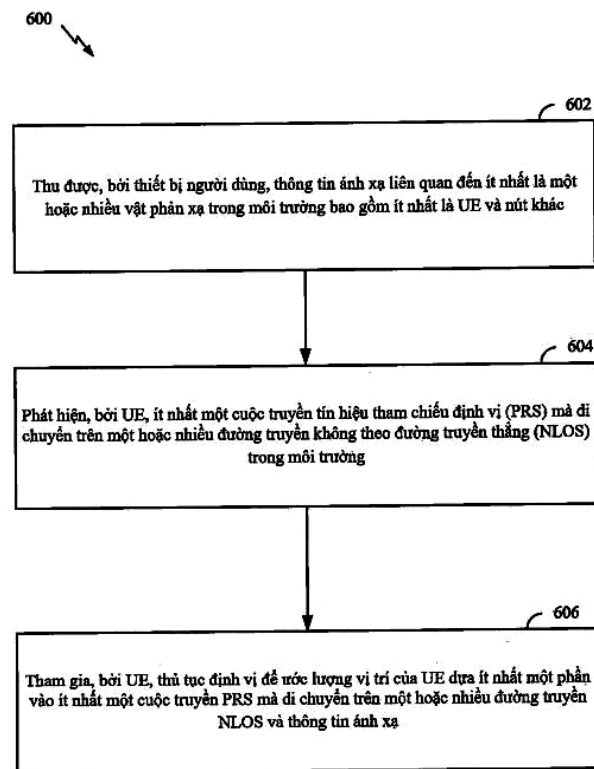 600
602
Thu được, bởi thiết bị người dùng, thông tin ánh xạ liên quan đến ít nhất là một
hoặc nhiều vật phản xạ trong môi trường bao gồm ít nhất là UE và nút khác
604
Phát hiện, bởi UE, ít nhất một cuộc truyền tín hiệu tham chiếu định vị (PRS) mà di
chuyển trên một hoặc nhiều đường truyền không theo đường truyền thẳng (NLOS)
trong môi trường
606
Tham gia, bởi UE, thủ tục định vị để ước lượng vị trí của UE dựa ít nhất một phần
vào ít nhất một cuộc truyền PRS mà di chuyển trên một hoặc nhiều đường truyền
NLOS và thông tin ánh xạ